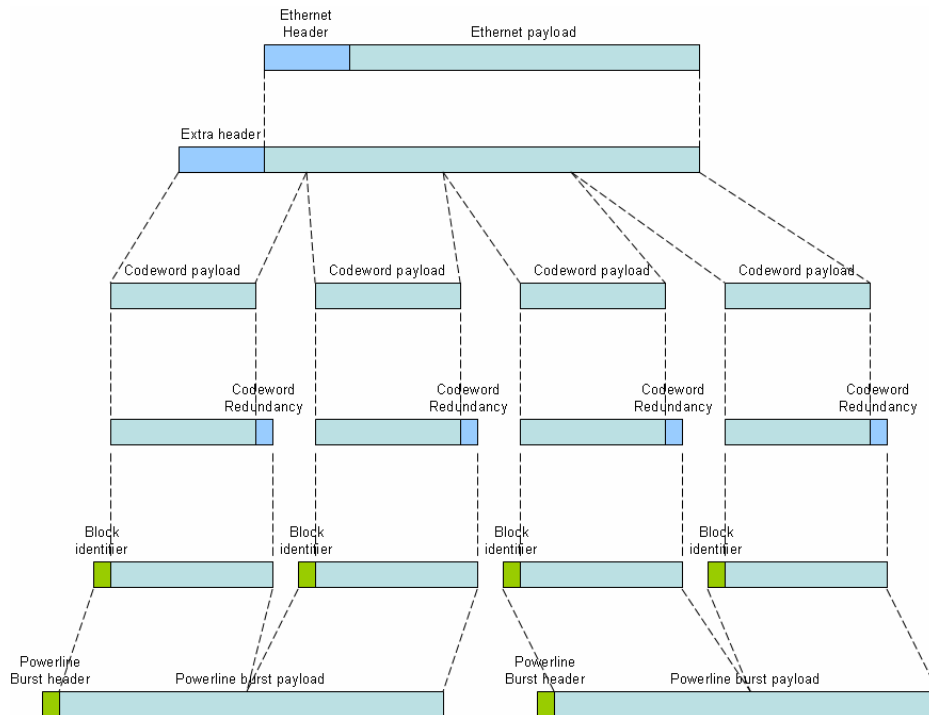 Ethernet
Header
Ethernet payload
Extra header
Codeword payload
Codeword payload
Codeword payload
Codeword payload
Codeword
Redundancy
Codeword
Redundancy
Codeword
Redundancy
Codeword
Redundancy
Block
identifier
Block
identifier
Block
identifier
Block
identifier
Powerline
Burst header
Powerline burst payload
Powerline
Burst header
Powerline burst payload